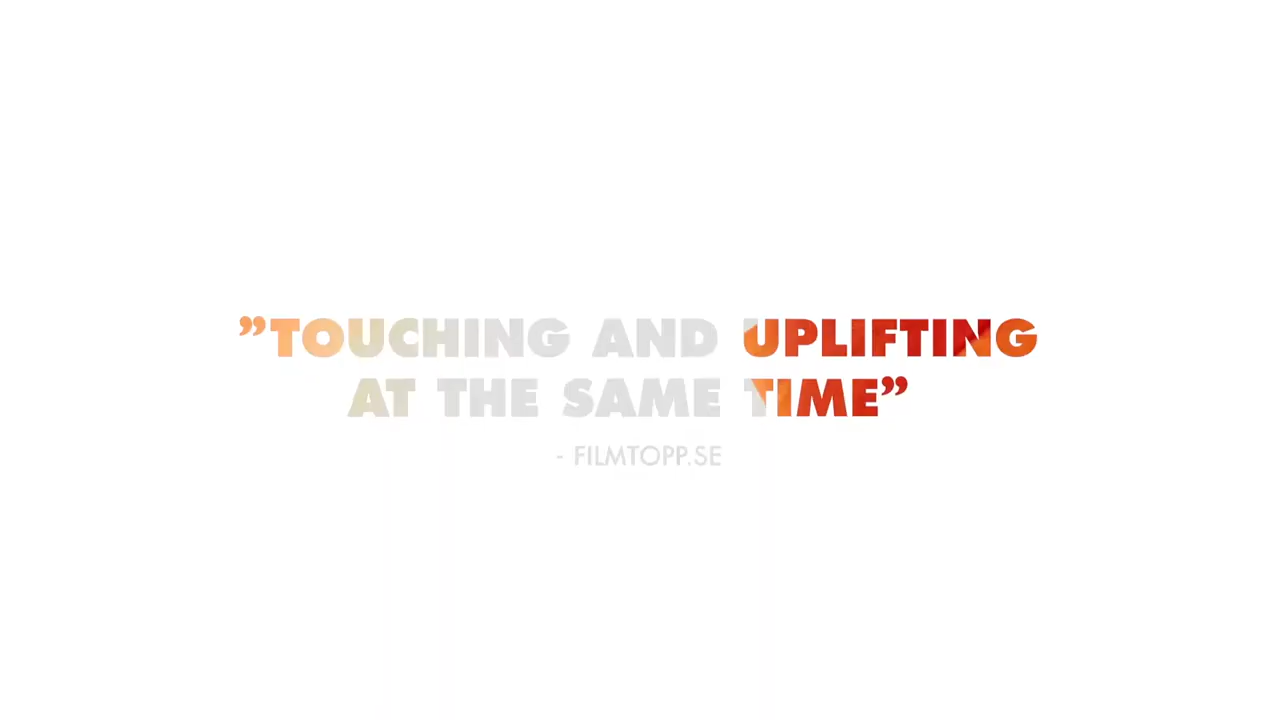 ”TOUCHING AND UPLIFTING
AT THE SAME TIME”
- FILMTOPP.SE